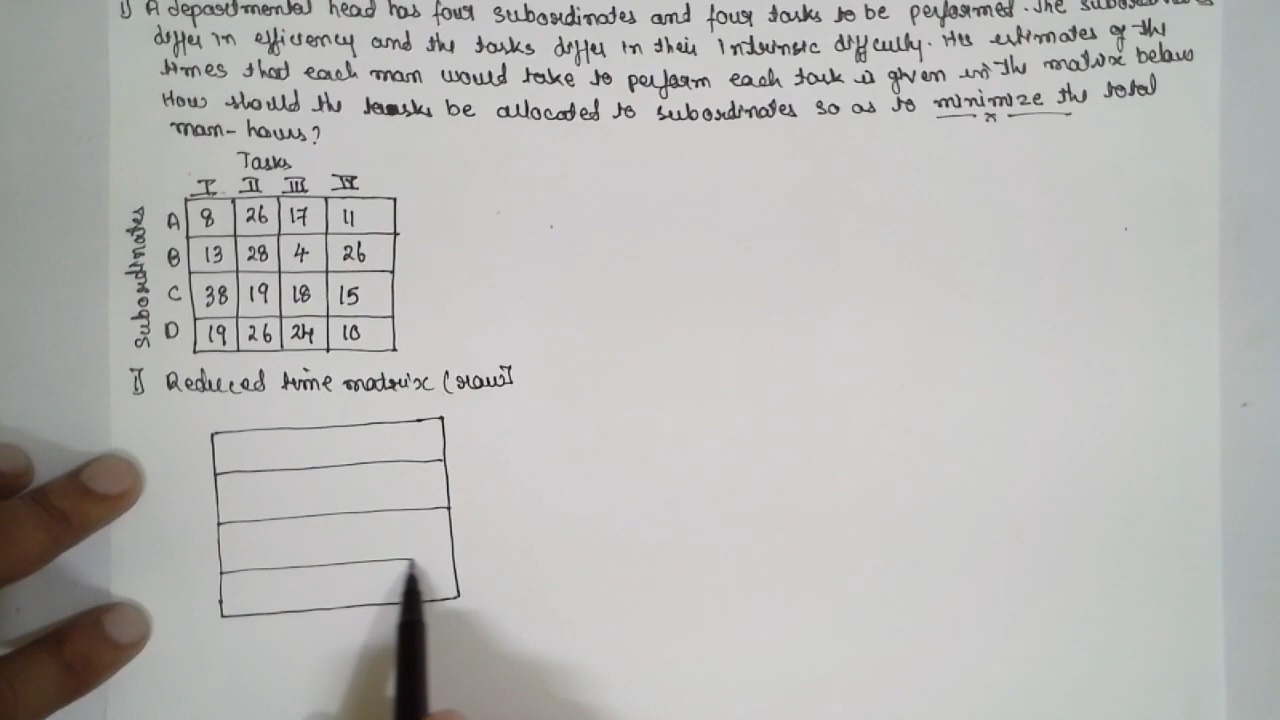 1) A departmental head has four subordinates and four tasks to be performed. The
differ in efficiency and the tasks differ in their Intrinsic difficulty. His estimates of the
times that each man would take to perform each task is given in the matrix below
How should the tasks be allocated to subordinates so as to minimize the total
man-hours?
Tasks
I II III IV
Subordinates
A 8 26 17 11
B 13 28 4 26
C 38 19 18 15
D 19 26 24 10
I] Reduced time matrix (row)